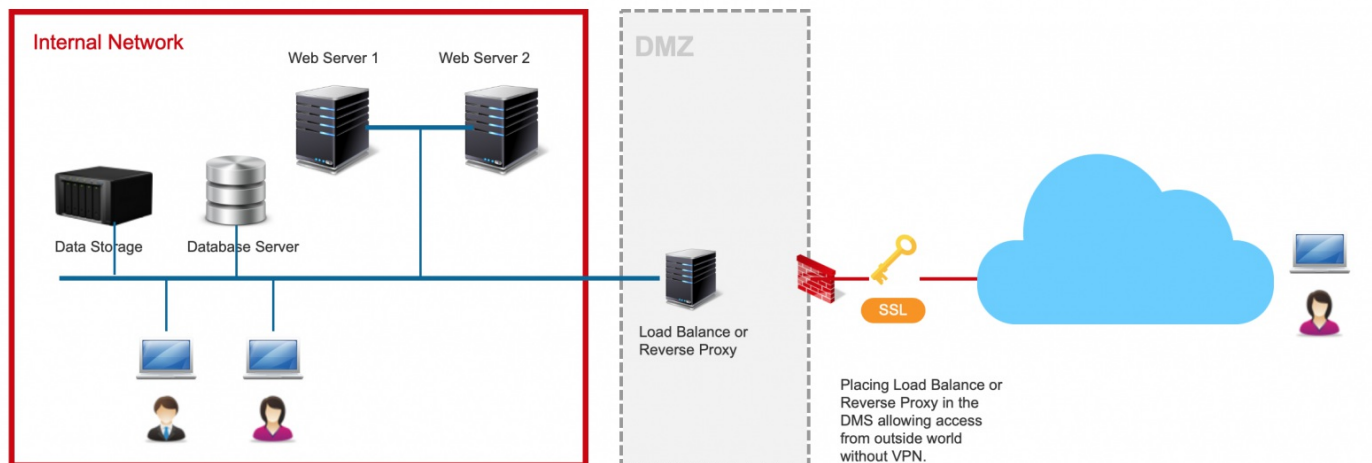 Internal Network
DMZ
Web Server 1
Web Server 2
Data Storage
Database Server
SSL
Load Balance or
Reverse Proxy
Placing Load Balance or
Reverse Proxy in the
DMS allowing access
from outside world
without VPN.